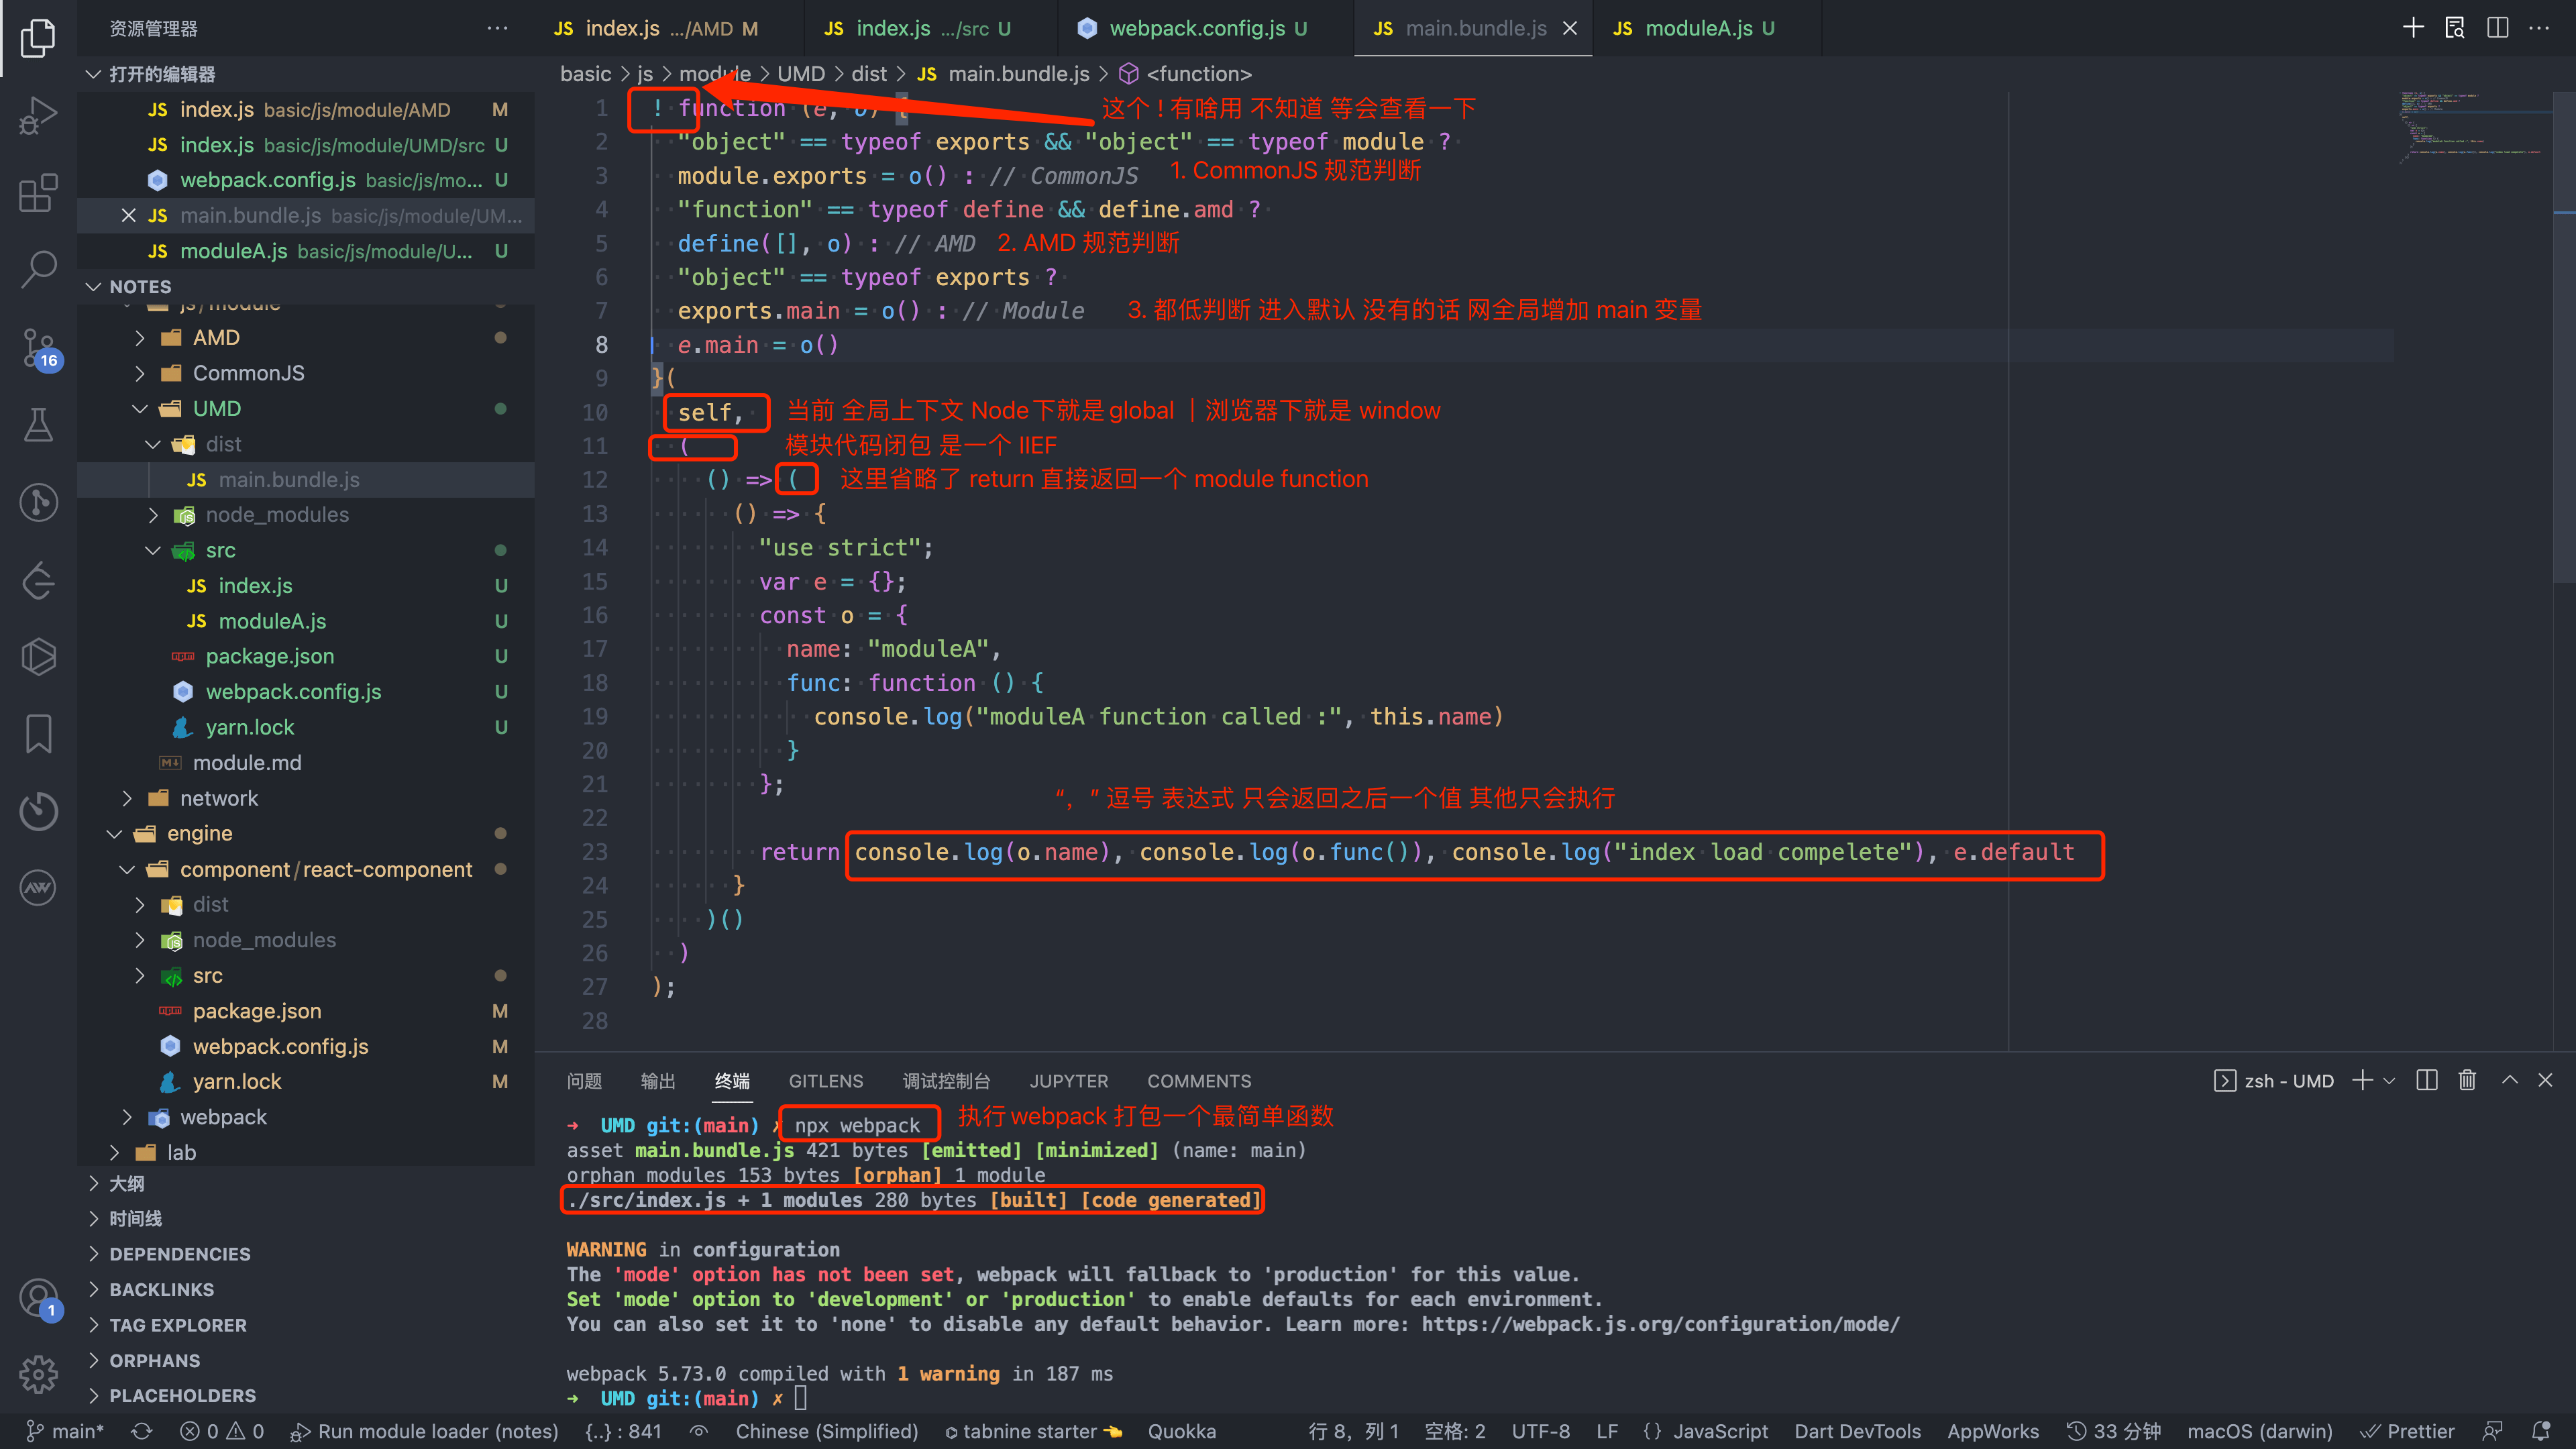 资源管理器
index.js .../AMD M
index.js .../src U
webpack.config.js U
main.bundle.js
moduleA.js U
打开的编辑器
index.js basic/js/module/AMD M
index.js basic/js/module/UMD/src U
webpack.config.js basic/js/mo... U
main.bundle.js basic/js/module/UM...
moduleA.js basic/js/module/U... U
NOTES
js/module
AMD
CommonJS
UMD
dist
main.bundle.js
node_modules
src
index.js U
moduleA.js U
package.json U
webpack.config.js U
yarn.lock U
module.md
network
engine
component/react-component
dist
node_modules
src
package.json M
webpack.config.js M
yarn.lock M
webpack
lab
大纲
时间线
DEPENDENCIES
BACKLINKS
TAG EXPLORER
ORPHANS
PLACEHOLDERS
16
1
basic > js > module > UMD > dist > JS main.bundle.js > <function>
1 ! function (e, o) { 这个 ! 有啥用 不知道 等会查看一下
2 "object" == typeof exports && "object" == typeof module ?
3 module.exports = o() : // CommonJS 1. CommonJS 规范判断
4 "function" == typeof define && define.amd ?
5 define([], o) : // AMD 2. AMD 规范判断
6 "object" == typeof exports ?
7 exports.main = o() : // Module 3. 都低判断 进入默认 没有的话 网全局增加 main 变量
8 e.main = o()
9 }(
10 self, 当前 全局上下文 Node下就是global ｜浏览器下就是 window
11 ( 模块代码闭包 是一个 IIEF
12 () => ( 这里省略了 return 直接返回一个 module function
13 () => {
14 "use strict";
15 var e = {};
16 const o = {
17 name: "moduleA",
18 func: function () {
19 console.log("moduleA function called :", this.name)
20 }
21 };
“，” 逗号 表达式 只会返回之后一个值 其他只会执行
22
23 return console.log(o.name), console.log(o.func()), console.log("index load compelete"), e.default
24 }
25 )()
26 )
27 );
28
问题 输出 终端 GITLENS 调试控制台 JUPYTER COMMENTS zsh - UMD
➜ UMD git:(main) ✗ npx webpack 执行 webpack 打包一个最简单函数
asset main.bundle.js 421 bytes [emitted] [minimized] (name: main)
orphan modules 153 bytes [orphan] 1 module
./src/index.js + 1 modules 280 bytes [built] [code generated]
WARNING in configuration
The 'mode' option has not been set, webpack will fallback to 'production' for this value.
Set 'mode' option to 'development' or 'production' to enable defaults for each environment.
You can also set it to 'none' to disable any default behavior. Learn more: https://webpack.js.org/configuration/mode/
webpack 5.73.0 compiled with 1 warning in 187 ms
➜ UMD git:(main) ✗
main* 0 0 Run module loader (notes) {..} : 841 Chinese (Simplified) tabnine starter 👈 Quokka 行 8，列 1 空格: 2 UTF-8 LF {} JavaScript Dart DevTools AppWorks 33 分钟 macOS (darwin) Prettier